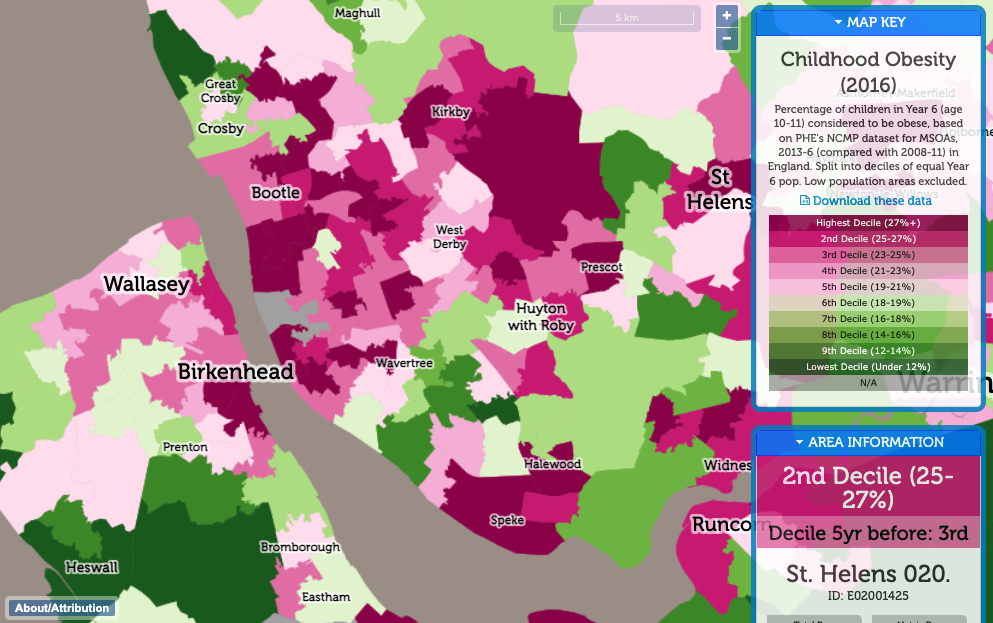 Maghull
5 km
+
−
Great
Crosby
Crosby
Kirkby
Bootle
St
Helens
West
Derby
Prescot
Wallasey
Huyton
with Roby
Birkenhead
Wavertree
Prenton
Halewood
Widnes
Speke
Runcorn
Bromborough
Heswall
Eastham
About/Attribution
MAP KEY
Childhood Obesity
(2016)
Percentage of children in Year 6 (age
10-11) considered to be obese, based
on PHE's NCMP dataset for MSOAs,
2013-6 (compared with 2008-11) in
England. Split into deciles of equal Year
6 pop. Low population areas excluded.
Download these data
Highest Decile (27%+)
2nd Decile (25-27%)
3rd Decile (23-25%)
4th Decile (21-23%)
5th Decile (19-21%)
6th Decile (18-19%)
7th Decile (16-18%)
8th Decile (14-16%)
9th Decile (12-14%)
Lowest Decile (Under 12%)
N/A
AREA INFORMATION
2nd Decile (25-
27%)
Decile 5yr before: 3rd
St. Helens 020.
ID: E02001425